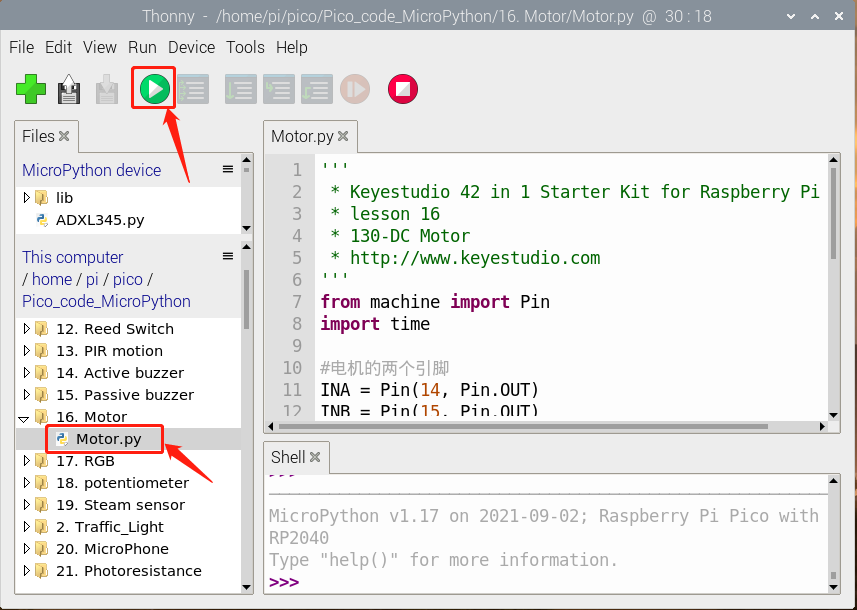 Thonny - /home/pi/pico/Pico_code_MicroPython/16. Motor/Motor.py @ 30 : 18
File Edit View Run Device Tools Help
Files
MicroPython device
lib
ADXL345.py
This computer
/ home / pi / pico /
Pico_code_MicroPython
12. Reed Switch
13. PIR motion
14. Active buzzer
15. Passive buzzer
16. Motor
Motor.py
17. RGB
18. potentiometer
19. Steam sensor
2. Traffic_Light
20. MicroPhone
21. Photoresistance
Motor.py
1 '''
2 * Keyestudio 42 in 1 Starter Kit for Raspberry Pi
3 * lesson 16
4 * 130-DC Motor
5 * http://www.keyestudio.com
6 '''
7 from machine import Pin
8 import time
9
10 #电机的两个引脚
11 INA = Pin(14, Pin.OUT)
12 INB = Pin(15, Pin.OUT)
Shell
>>>
MicroPython v1.17 on 2021-09-02; Raspberry Pi Pico with
RP2040
Type "help()" for more information.
>>>